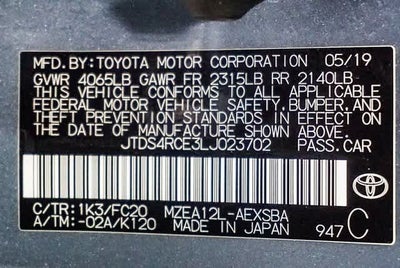 MFD. BY: TOYOTA MOTOR CORPORATION 05/19
GVWR 4065LB GAWR FR 2315LB RR 2140LB
THIS VEHICLE CONFORMS TO ALL APPLICABLE
FEDERAL MOTOR VEHICLE SAFETY, BUMPER, AND
THEFT PREVENTION STANDARDS IN EFFECT ON
THE DATE OF MANUFACTURE SHOWN ABOVE.
JTDS4RCE3LJ023702 PASS.CAR
TOYOTA
C/TR: 1K3/FC20 MZEA12L-AEXSBA
A/TM: -02A/K120 MADE IN JAPAN 947 C